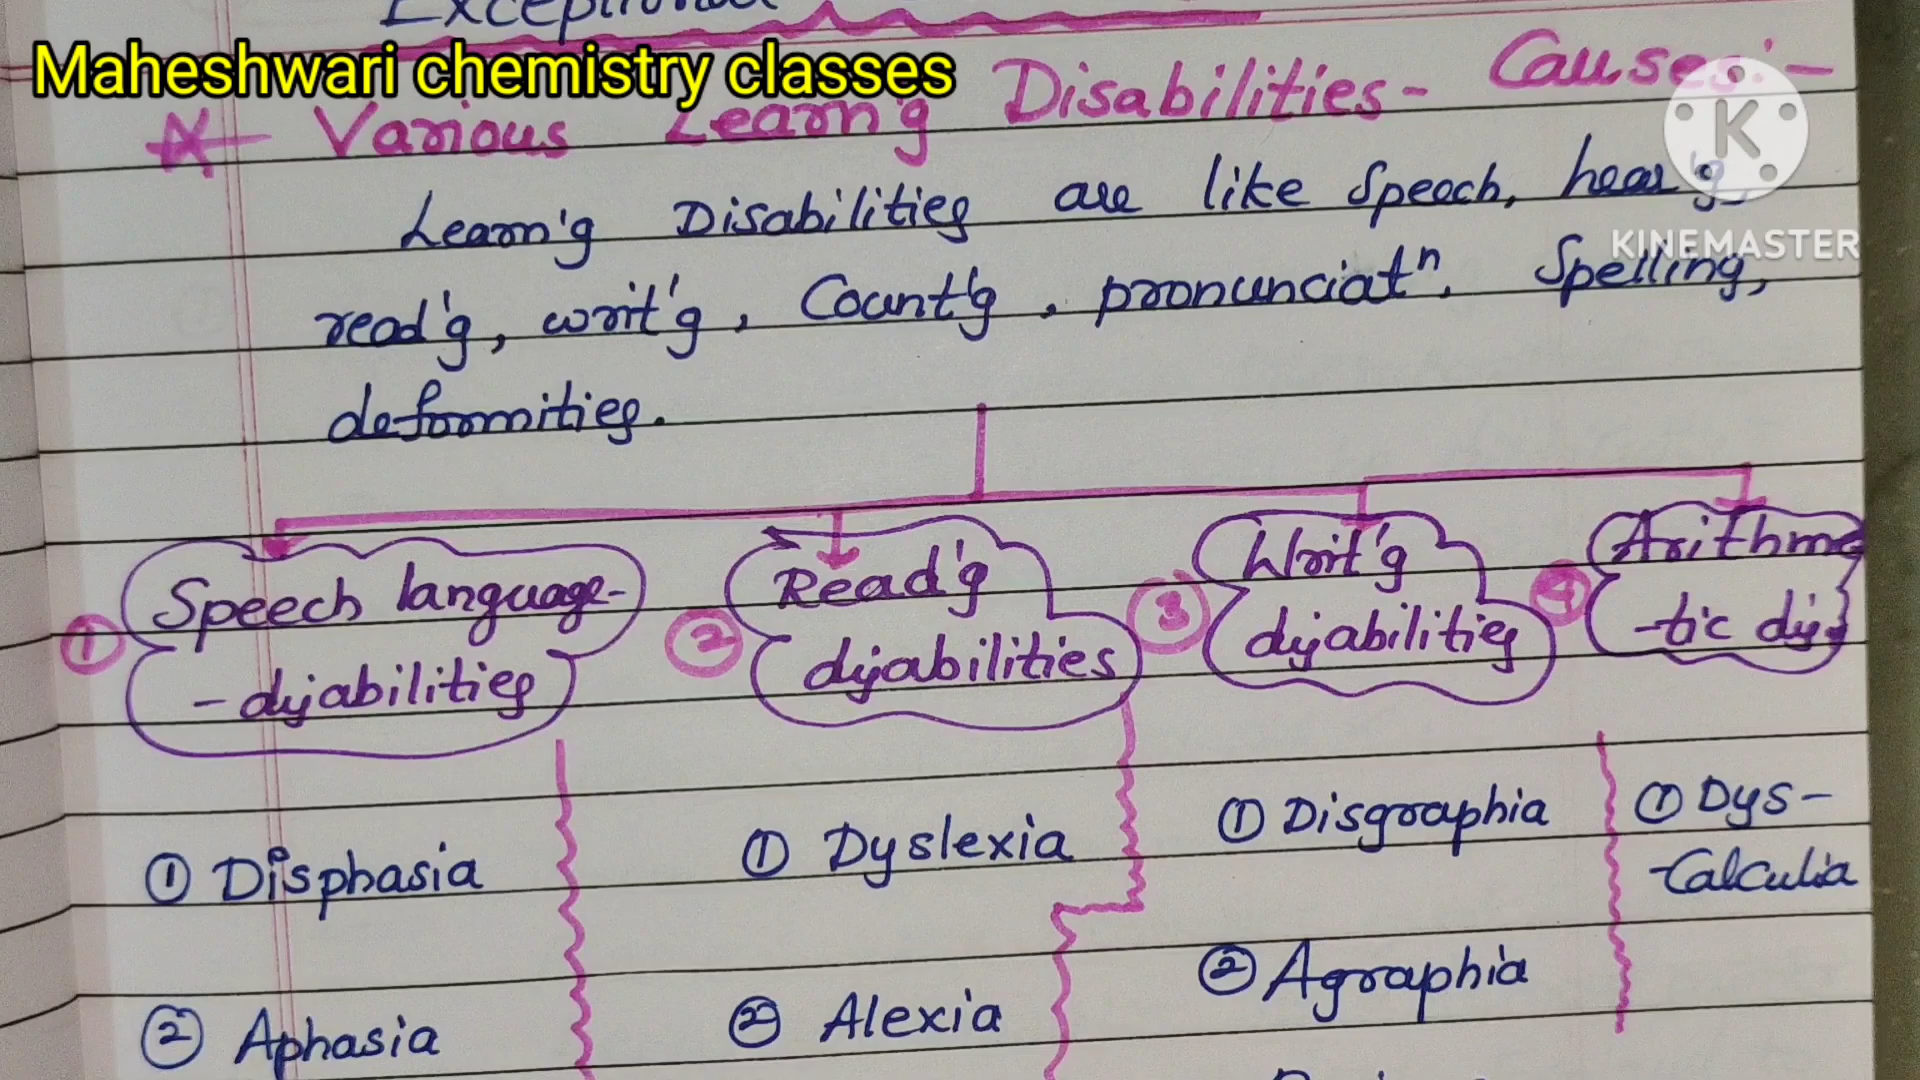 Exceptional
Maheshwari chemistry classes
Various Learn'g Disabilities- Causes:-
Learn'g Disabilities are like Speech, hear'g,
read'g, writ'g, Count'g, pronunciatⁿ, Spelling,
deformities.
① Speech language-
-disabilities
② Read'g
disabilities
③ Writ'g
disabilities
④ Arithme
-tic dis
① Disphasia
① Dyslexia
① Disgraphia
① Dys-
-Calculia
② Aphasia
② Alexia
② Agraphia
K
KINEMASTER